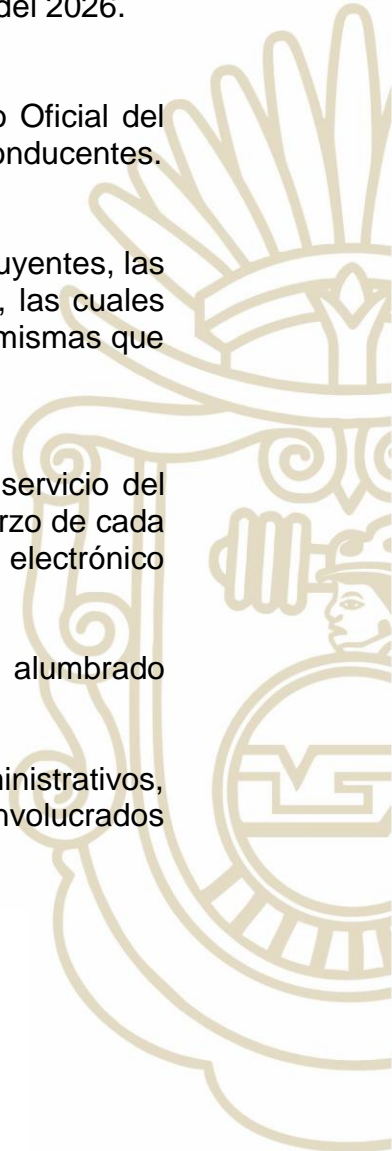 del 2026.
Oficial del
onducentes.
uyentes, las
, las cuales
mismas que
servicio del
rzo de cada
electrónico
alumbrado
ministrativos,
nvolucrados